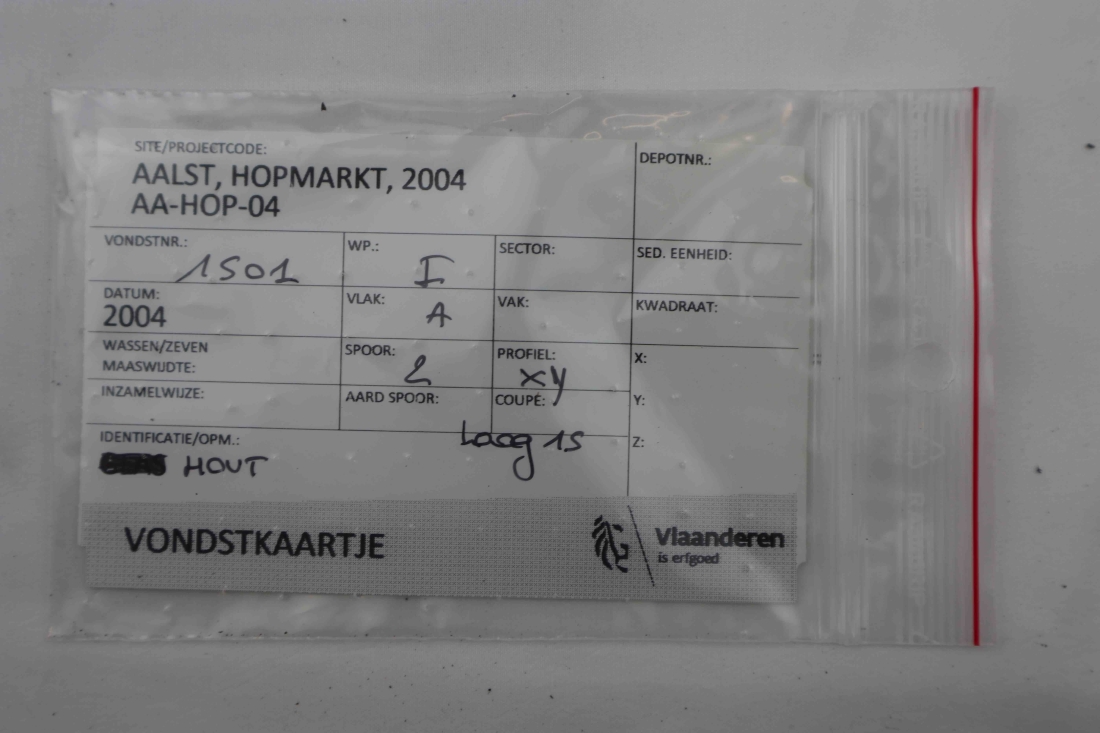 SITE/PROJECTCODE:
AALST, HOPMARKT, 2004
AA-HOP-04
DEPOTNR.:
VONDSTNR.: 1501
WP.: I
SECTOR:
SED. EENHEID:
DATUM:
2004
VLAK: A
VAK:
KWADRAAT:
WASSEN/ZEVEN
MAASWIJDTE:
SPOOR: 2
PROFIEL: XY
X:
INZAMELWIJZE:
AARD SPOOR:
COUPE:
Y:
IDENTIFICATIE/OPM.:
HOUT
Laag 15
Z:
VONDSTKAARTJE
Vlaanderen
is erfgoed